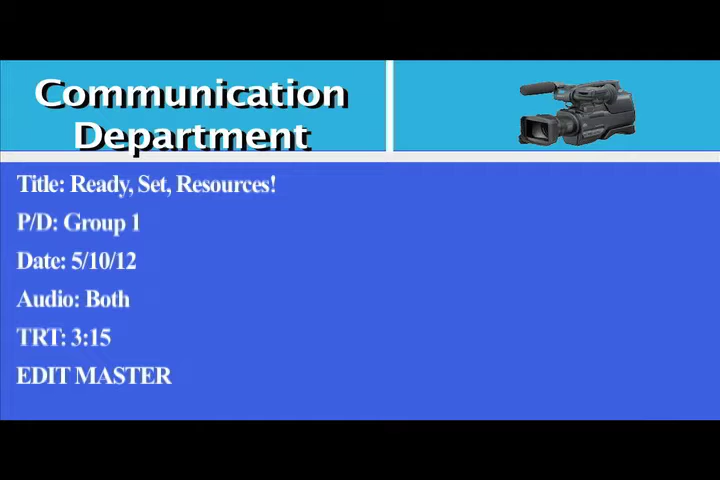 Communication
Department
Title: Ready, Set, Resources!
P/D: Group 1
Date: 5/10/12
Audio: Both
TRT: 3:15
EDIT MASTER